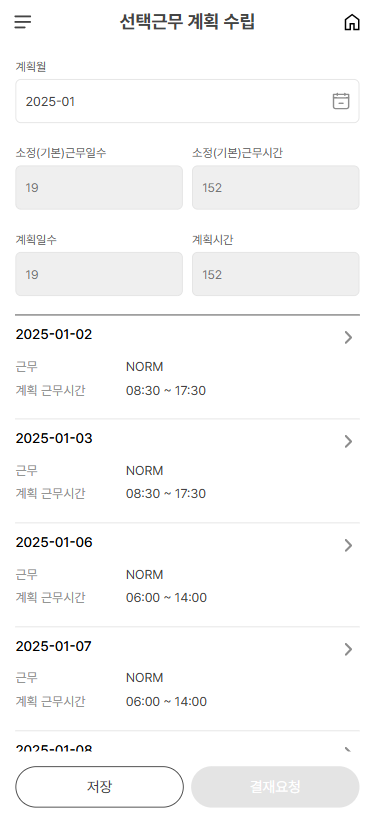 선택근무 계획 수립
계획월
2025-01
소정(기본)근무일수 소정(기본)근무시간
19 152
계획일수 계획시간
19 152
2025-01-02
근무 NORM
계획 근무시간 08:30 ~ 17:30
2025-01-03
근무 NORM
계획 근무시간 08:30 ~ 17:30
2025-01-06
근무 NORM
계획 근무시간 06:00 ~ 14:00
2025-01-07
근무 NORM
계획 근무시간 06:00 ~ 14:00
2025-01-08
저장 결재요청